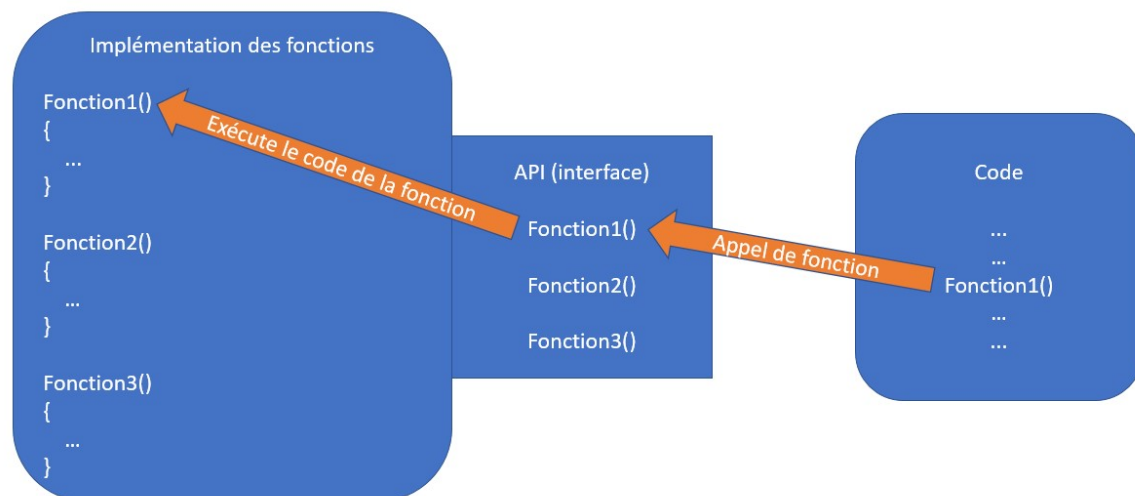 Implémentation des fonctions
Fonction1()
{
...
}
Fonction2()
{
...
}
Fonction3()
{
...
}
Exécute le code de la fonction
API (interface)
Fonction1()
Fonction2()
Fonction3()
Appel de fonction
Code
...
...
Fonction1()
...
...